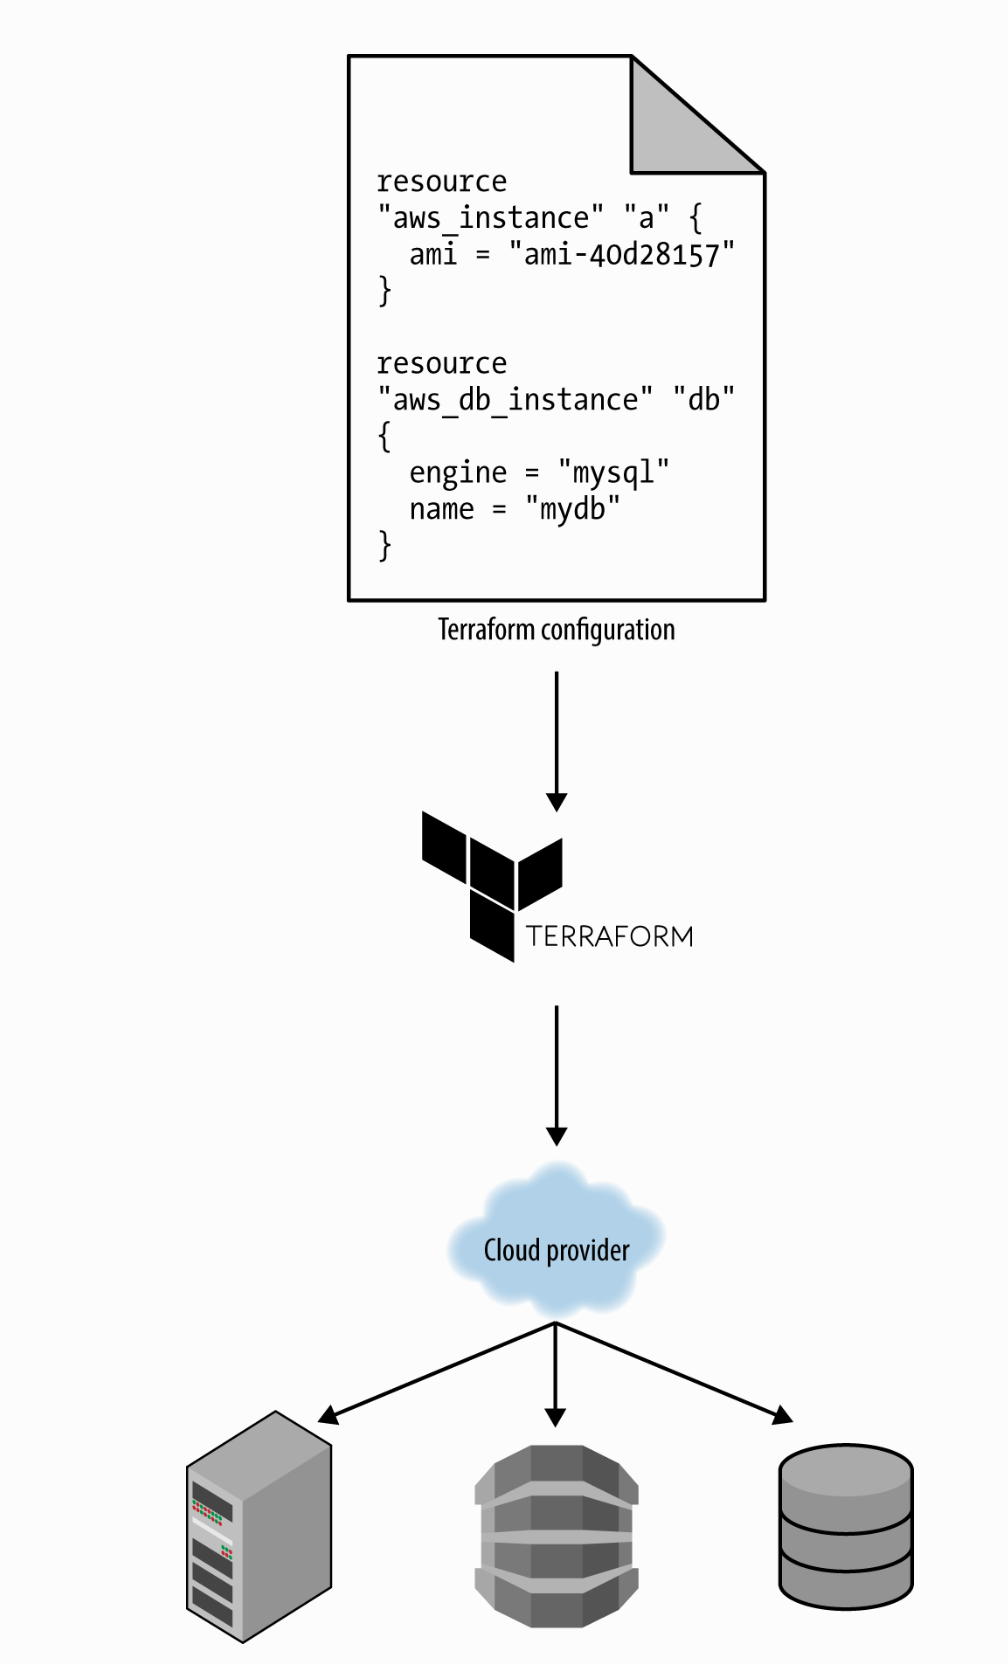 resource
"aws_instance" "a" {
  ami = "ami-40d28157"
}

resource
"aws_db_instance" "db"
{
  engine = "mysql"
  name = "mydb"
}
Terraform configuration
TERRAFORM
Cloud provider